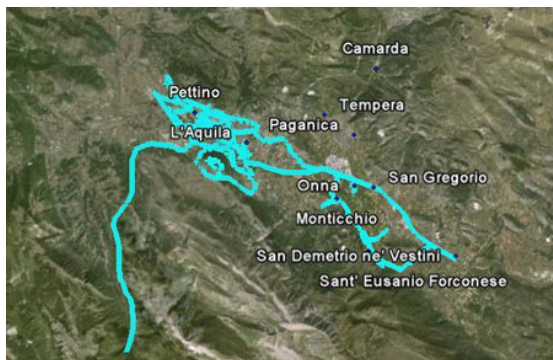 Camarda
Pettino
Tempera
L'Aquila
Paganica
San Gregorio
Onna
Monticchio
San Demetrio ne' Vestini
Sant' Eusanio Forconese